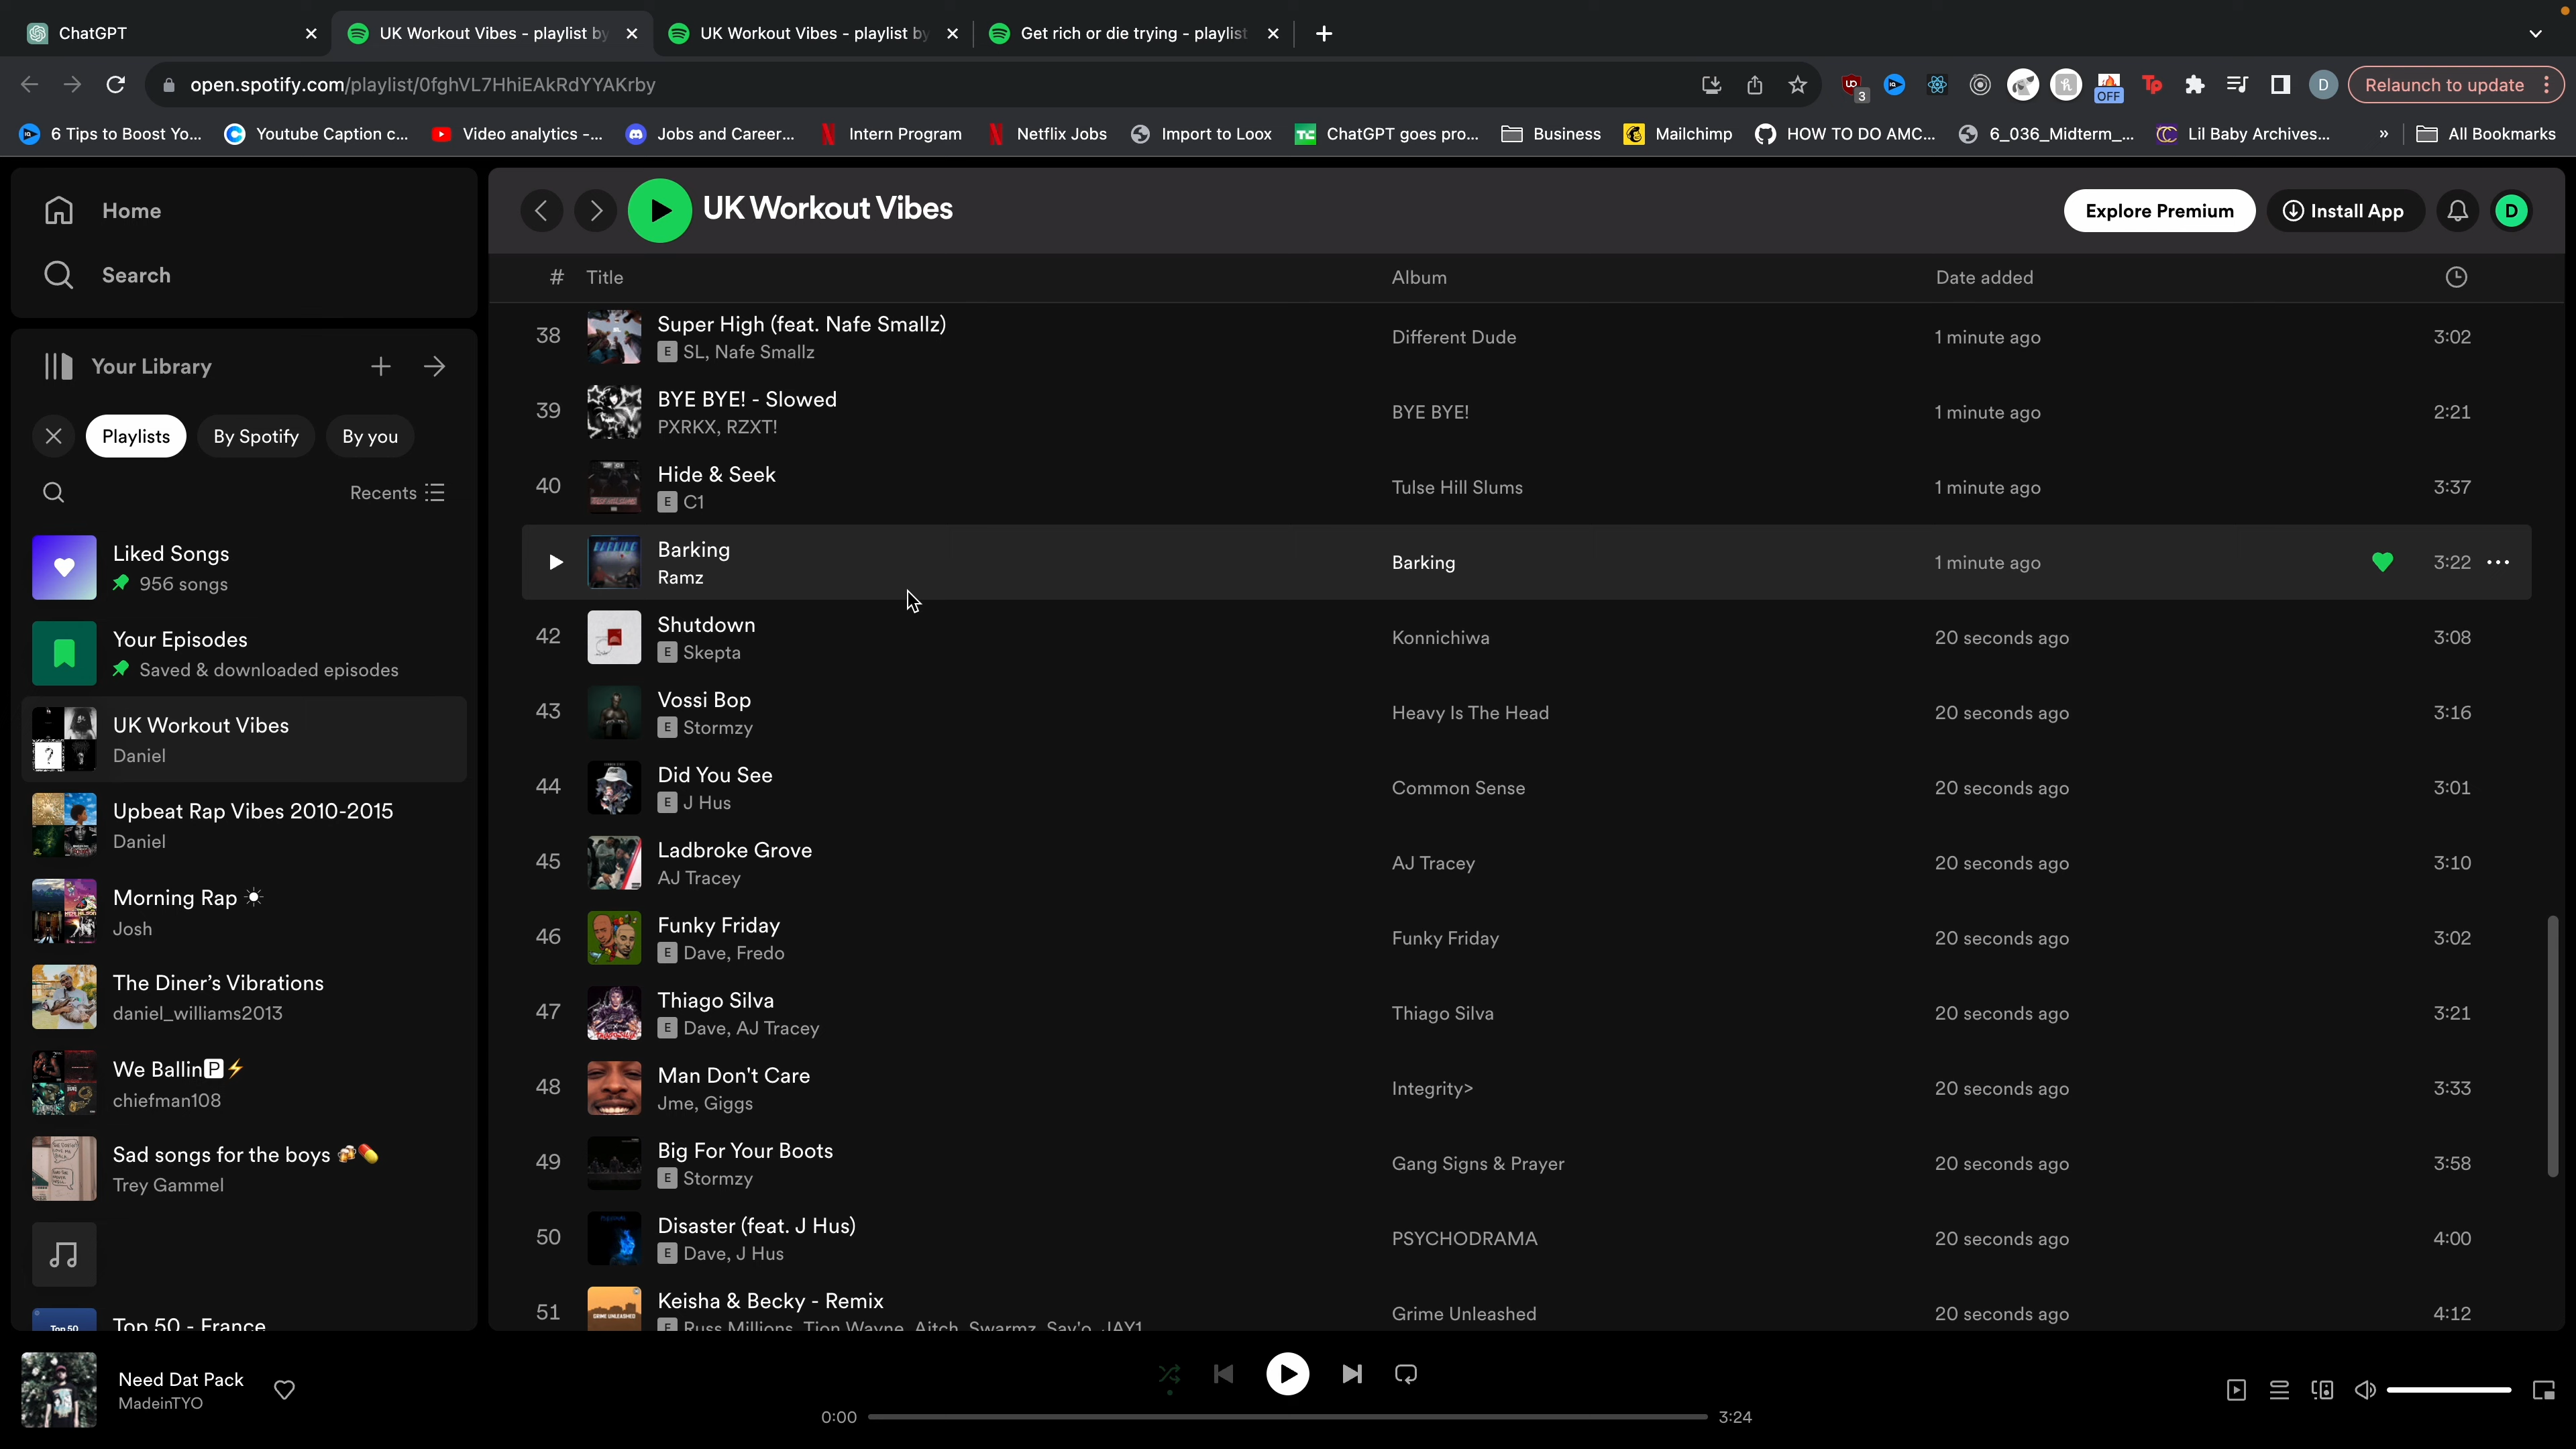 ChatGPT
UK Workout Vibes - playlist by
UK Workout Vibes - playlist by
Get rich or die trying - playlist
open.spotify.com/playlist/0fghVL7HhiEAkRdYYAKrby
3
OFF
Tp
D
Relaunch to update
6 Tips to Boost Yo...
Youtube Caption c...
Video analytics -...
Jobs and Career...
Intern Program
Netflix Jobs
Import to Loox
TC ChatGPT goes pro...
Business
Mailchimp
HOW TO DO AMC...
6_036_Midterm_...
Lil Baby Archives...
»
All Bookmarks
Home
Search
Your Library
Playlists
By Spotify
By you
Recents
Liked Songs
956 songs
Your Episodes
Saved & downloaded episodes
UK Workout Vibes
Daniel
Upbeat Rap Vibes 2010-2015
Daniel
Morning Rap ☀
Josh
The Diner's Vibrations
daniel_williams2013
We Ballin🅿⚡
chiefman108
Sad songs for the boys 🍻💊
Trey Gammel
Top 50
Top 50 - France
UK Workout Vibes
Explore Premium
Install App
D
# Title Album Date added
38 Super High (feat. Nafe Smallz) Different Dude 1 minute ago 3:02
E SL, Nafe Smallz
39 BYE BYE! - Slowed BYE BYE! 1 minute ago 2:21
PXRKX, RZXT!
40 Hide & Seek Tulse Hill Slums 1 minute ago 3:37
E C1
Barking Barking 1 minute ago 3:22
Ramz
42 Shutdown Konnichiwa 20 seconds ago 3:08
E Skepta
43 Vossi Bop Heavy Is The Head 20 seconds ago 3:16
E Stormzy
44 Did You See Common Sense 20 seconds ago 3:01
E J Hus
45 Ladbroke Grove AJ Tracey 20 seconds ago 3:10
AJ Tracey
46 Funky Friday Funky Friday 20 seconds ago 3:02
E Dave, Fredo
47 Thiago Silva Thiago Silva 20 seconds ago 3:21
E Dave, AJ Tracey
48 Man Don't Care Integrity> 20 seconds ago 3:33
Jme, Giggs
49 Big For Your Boots Gang Signs & Prayer 20 seconds ago 3:58
E Stormzy
50 Disaster (feat. J Hus) PSYCHODRAMA 20 seconds ago 4:00
E Dave, J Hus
51 Keisha & Becky - Remix Grime Unleashed 20 seconds ago 4:12
E Russ Millions, Tion Wayne, Aitch, Swarmz, Sav'o, JAY1
Need Dat Pack
MadeinTYO
0:00
3:24